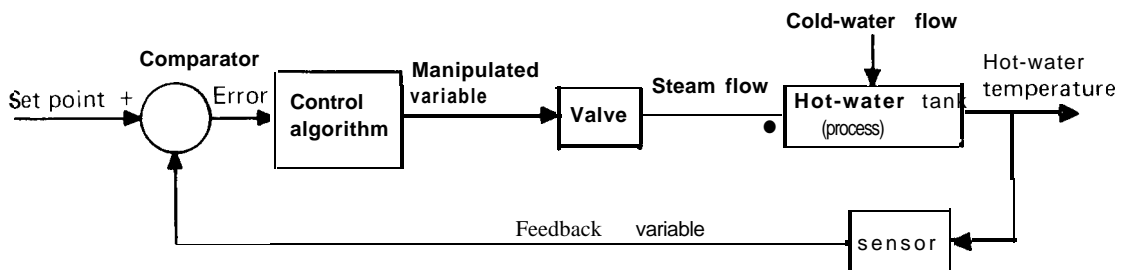 Cold-water flow
Comparator
Hot-water
temperature
Set point +
Error
Control
algorithm
Manipulated
variable
Valve
Steam flow
Hot-water tank
(process)
Feedback variable
sensor